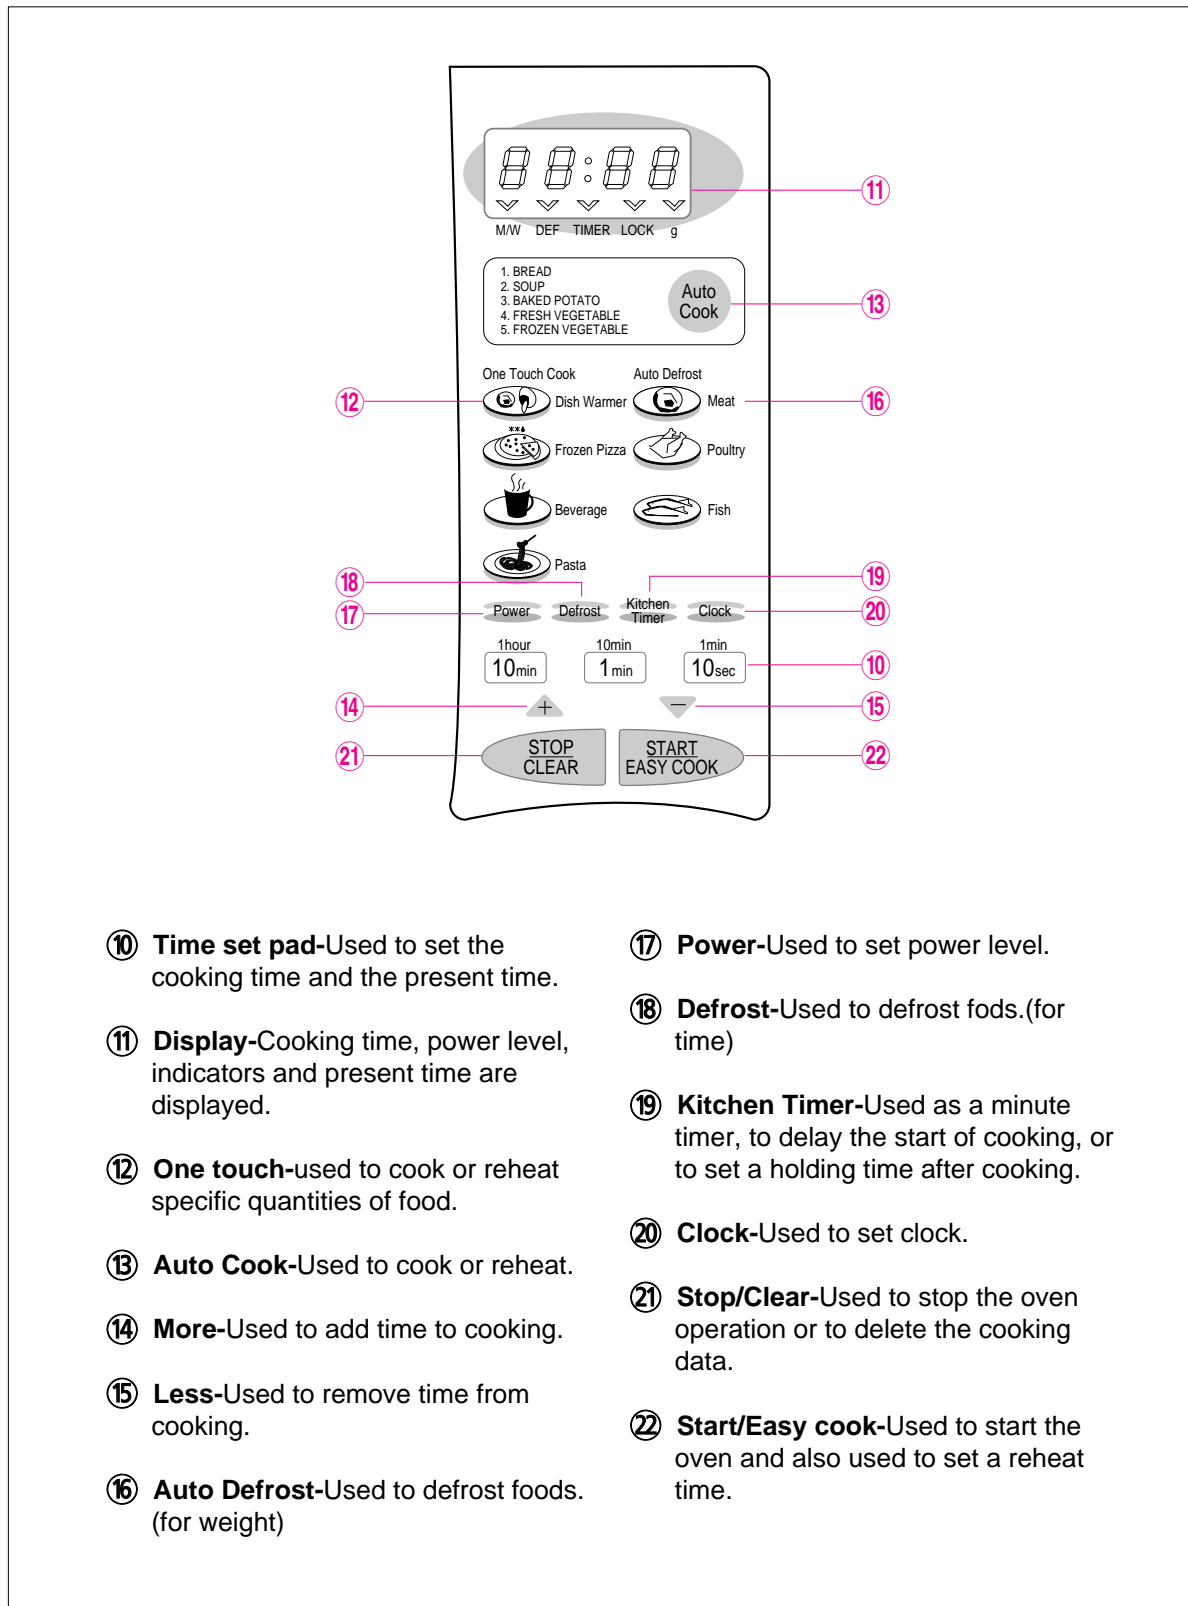 88:88
M/W DEF TIMER LOCK g
⑪
1. BREAD
2. SOUP
3. BAKED POTATO
4. FRESH VEGETABLE
5. FROZEN VEGETABLE
Auto
Cook
⑬
One Touch Cook
Auto Defrost
⑫
Dish Warmer
Meat
⑯
Frozen Pizza
Poultry
Beverage
Fish
Pasta
⑱
⑲
⑰
Power
Defrost
Kitchen
Timer
Clock
⑳
1hour
10min
10min
1min
1min
10sec
⑩
⑭
+
−
⑮
㉑
STOP
CLEAR
START
EASY COOK
㉒
⑩ Time set pad-Used to set the
cooking time and the present time.
⑪ Display-Cooking time, power level,
indicators and present time are
displayed.
⑫ One touch-used to cook or reheat
specific quantities of food.
⑬ Auto Cook-Used to cook or reheat.
⑭ More-Used to add time to cooking.
⑮ Less-Used to remove time from
cooking.
⑯ Auto Defrost-Used to defrost foods.
(for weight)
⑰ Power-Used to set power level.
⑱ Defrost-Used to defrost fods.(for
time)
⑲ Kitchen Timer-Used as a minute
timer, to delay the start of cooking, or
to set a holding time after cooking.
⑳ Clock-Used to set clock.
㉑ Stop/Clear-Used to stop the oven
operation or to delete the cooking
data.
㉒ Start/Easy cook-Used to start the
oven and also used to set a reheat
time.